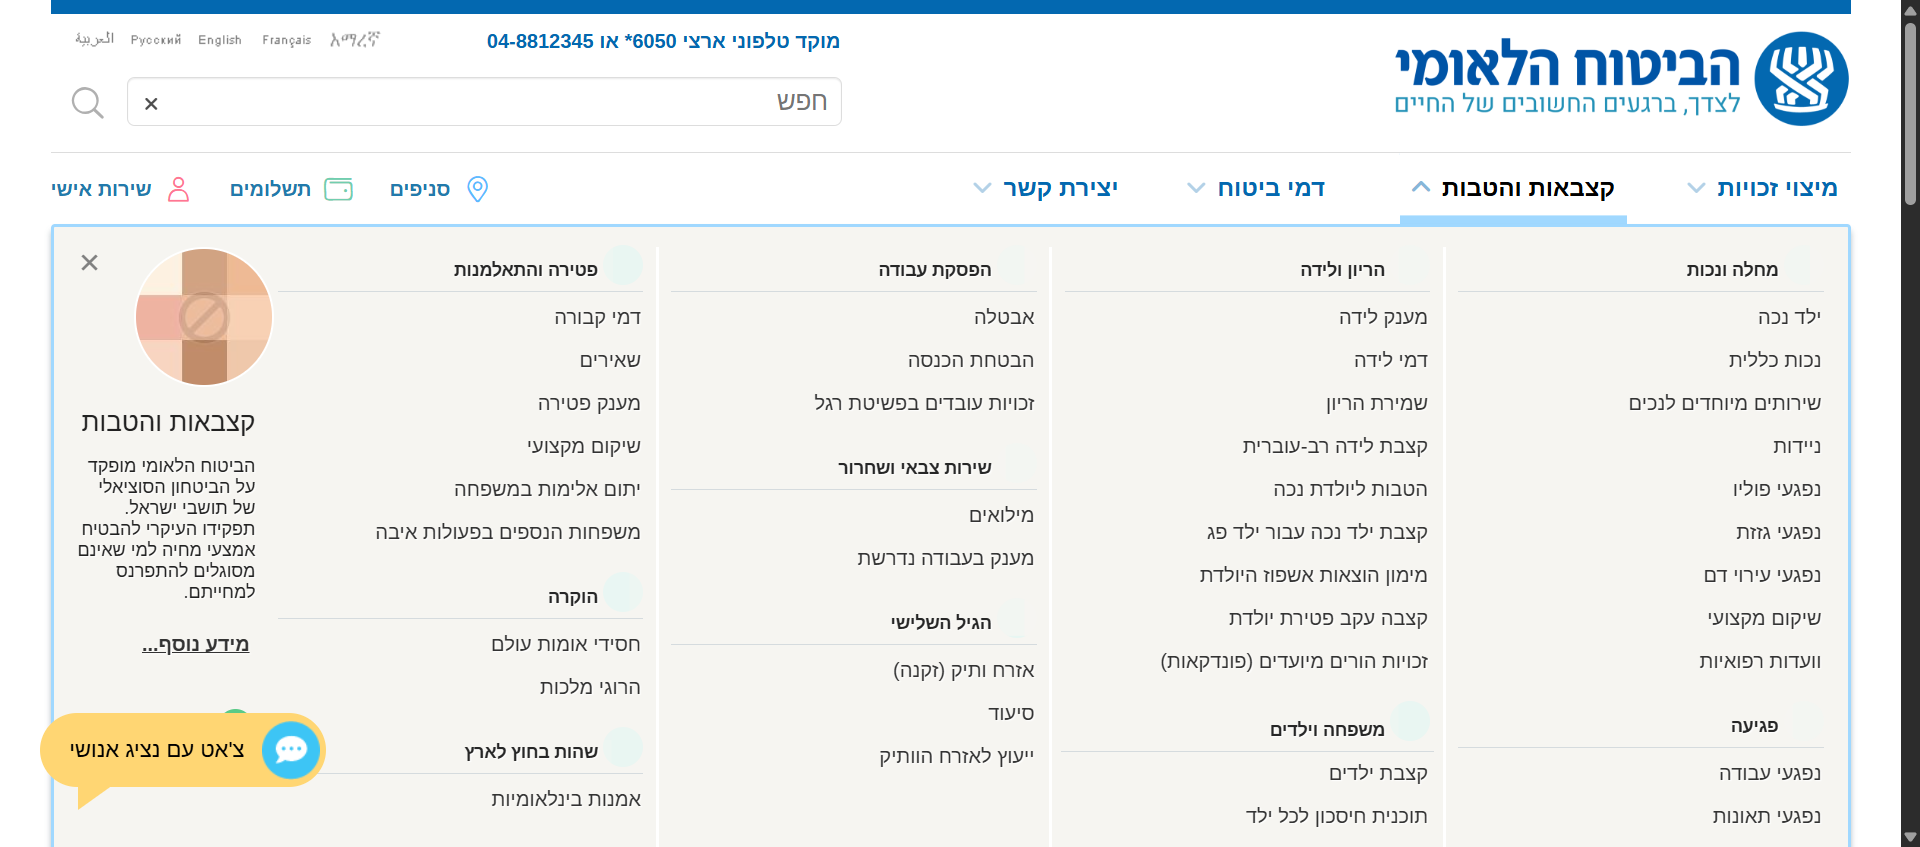 הביטוח הלאומי
לצדך, ברגעים החשובים של החיים
מוקד טלפוני ארצי 6050* או 04-8812345
አማረኛ
Français
English
Русский
العربية
חפש
מיצוי זכויות
קצבאות והטבות
דמי ביטוח
יצירת קשר
סניפים
תשלומים
שירות אישי
מחלה ונכות
ילד נכה
נכות כללית
שירותים מיוחדים לנכים
ניידות
נפגעי פוליו
נפגעי גזזת
נפגעי עירוי דם
שיקום מקצועי
וועדות רפואיות
פגיעה
נפגעי עבודה
נפגעי תאונות
הריון ולידה
מענק לידה
דמי לידה
שמירת הריון
קצבת לידה רב-עוברית
הטבות ליולדת נכה
קצבת ילד נכה עבור ילד פג
מימון הוצאות אשפוז היולדת
קצבה עקב פטירת יולדת
זכויות הורים מיועדים (פונדקאות)
משפחה וילדים
קצבת ילדים
תוכנית חיסכון לכל ילד
הפסקת עבודה
אבטלה
הבטחת הכנסה
זכויות עובדים בפשיטת רגל
שירות צבאי ושחרור
מילואים
מענק בעבודה נדרשת
הגיל השלישי
אזרח ותיק (זקנה)
סיעוד
ייעוץ לאזרח הוותיק
פטירה והתאלמנות
דמי קבורה
שאירים
מענק פטירה
שיקום מקצועי
יתום אלימות במשפחה
משפחות הנספים בפעולות איבה
הוקרה
חסידי אומות עולם
הרוגי מלכות
שהות בחוץ לארץ
אמנות בינלאומיות
קצבאות והטבות
הביטוח הלאומי מופקד
על הביטחון הסוציאלי
של תושבי ישראל.
תפקידו העיקרי להבטיח
אמצעי מחיה למי שאינם
מסוגלים להתפרנס
למחייתם.
מידע נוסף...
צ'אט עם נציג אנושי